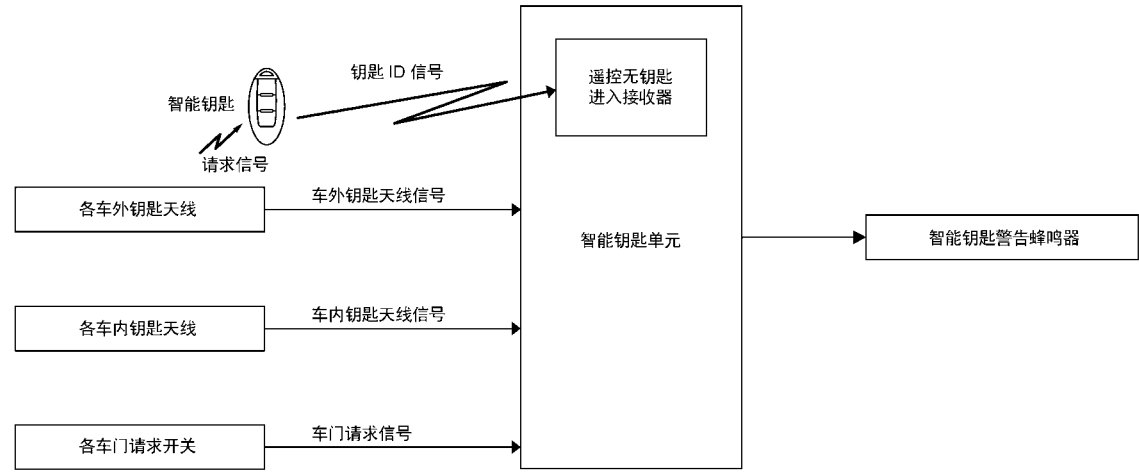 钥匙 ID 信号
遥控无钥匙
进入接收器
智能钥匙
请求信号
各车外钥匙天线
车外钥匙天线信号
智能钥匙单元
智能钥匙警告蜂鸣器
各车内钥匙天线
车内钥匙天线信号
各车门请求开关
车门请求信号